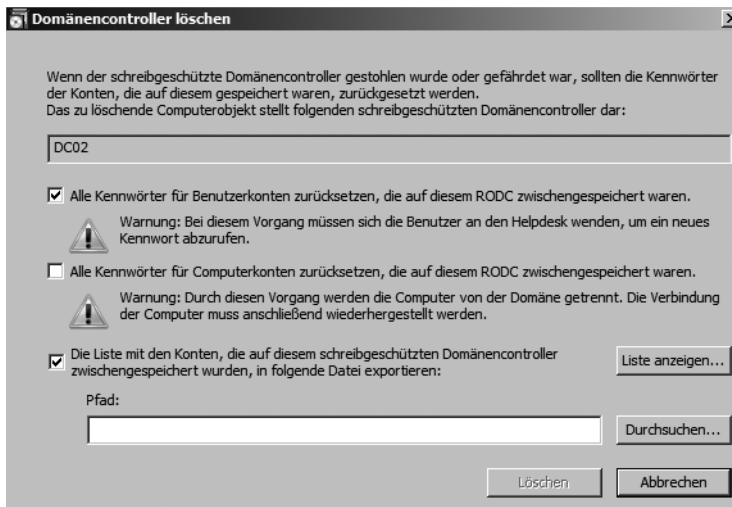 Domänencontroller löschen
Wenn der schreibgeschützte Domänencontroller gestohlen wurde oder gefährdet war, sollten die Kennwörter
der Konten, die auf diesem gespeichert waren, zurückgesetzt werden.
Das zu löschende Computerobjekt stellt folgenden schreibgeschützten Domänencontroller dar:
DC02
Alle Kennwörter für Benutzerkonten zurücksetzen, die auf diesem RODC zwischengespeichert waren.
Warnung: Bei diesem Vorgang müssen sich die Benutzer an den Helpdesk wenden, um ein neues
Kennwort abzurufen.
Alle Kennwörter für Computerkonten zurücksetzen, die auf diesem RODC zwischengespeichert waren.
Warnung: Durch diesen Vorgang werden die Computer von der Domäne getrennt. Die Verbindung
der Computer muss anschließend wiederhergestellt werden.
Die Liste mit den Konten, die auf diesem schreibgeschützten Domänencontroller
zwischengespeichert wurden, in folgende Datei exportieren:
Liste anzeigen...
Pfad:
Durchsuchen...
Löschen
Abbrechen